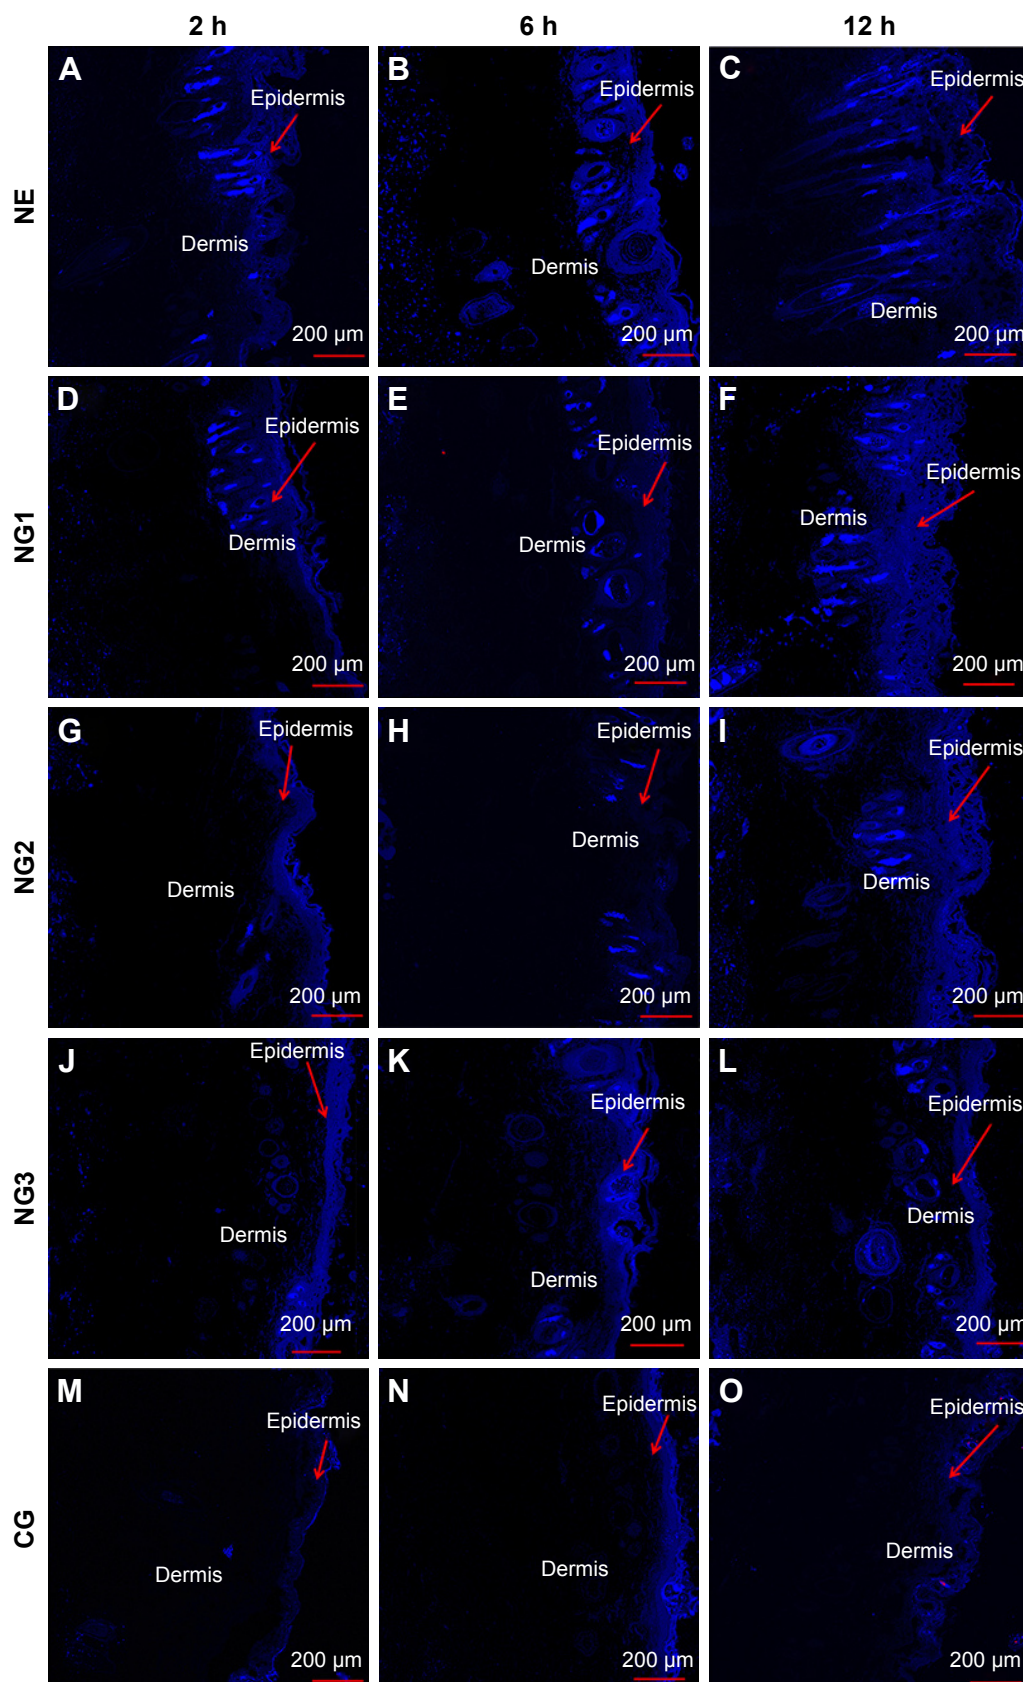 2 h 6 h 12 h
NE
A
Epidermis
Dermis
200 µm
B
Epidermis
Dermis
200 µm
C
Epidermis
Dermis
200 µm
NG1
D
Epidermis
Dermis
200 µm
E
Epidermis
Dermis
200 µm
F
Epidermis
Dermis
200 µm
NG2
G
Epidermis
Dermis
200 µm
H
Epidermis
Dermis
200 µm
I
Epidermis
Dermis
200 µm
NG3
J
Epidermis
Dermis
200 µm
K
Epidermis
Dermis
200 µm
L
Epidermis
Dermis
200 µm
CG
M
Epidermis
Dermis
200 µm
N
Epidermis
Dermis
200 µm
O
Epidermis
Dermis
200 µm